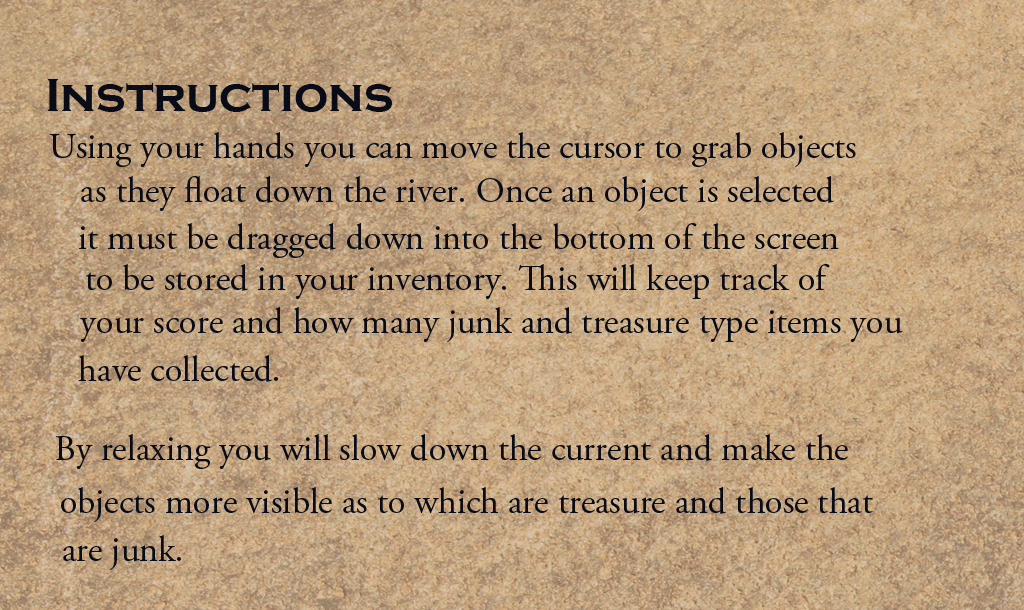 Instructions
Using your hands you can move the cursor to grab objects
as they float down the river. Once an object is selected
it must be dragged down into the bottom of the screen
to be stored in your inventory. This will keep track of
your score and how many junk and treasure type items you
have collected.
By relaxing you will slow down the current and make the
objects more visible as to which are treasure and those that
are junk.